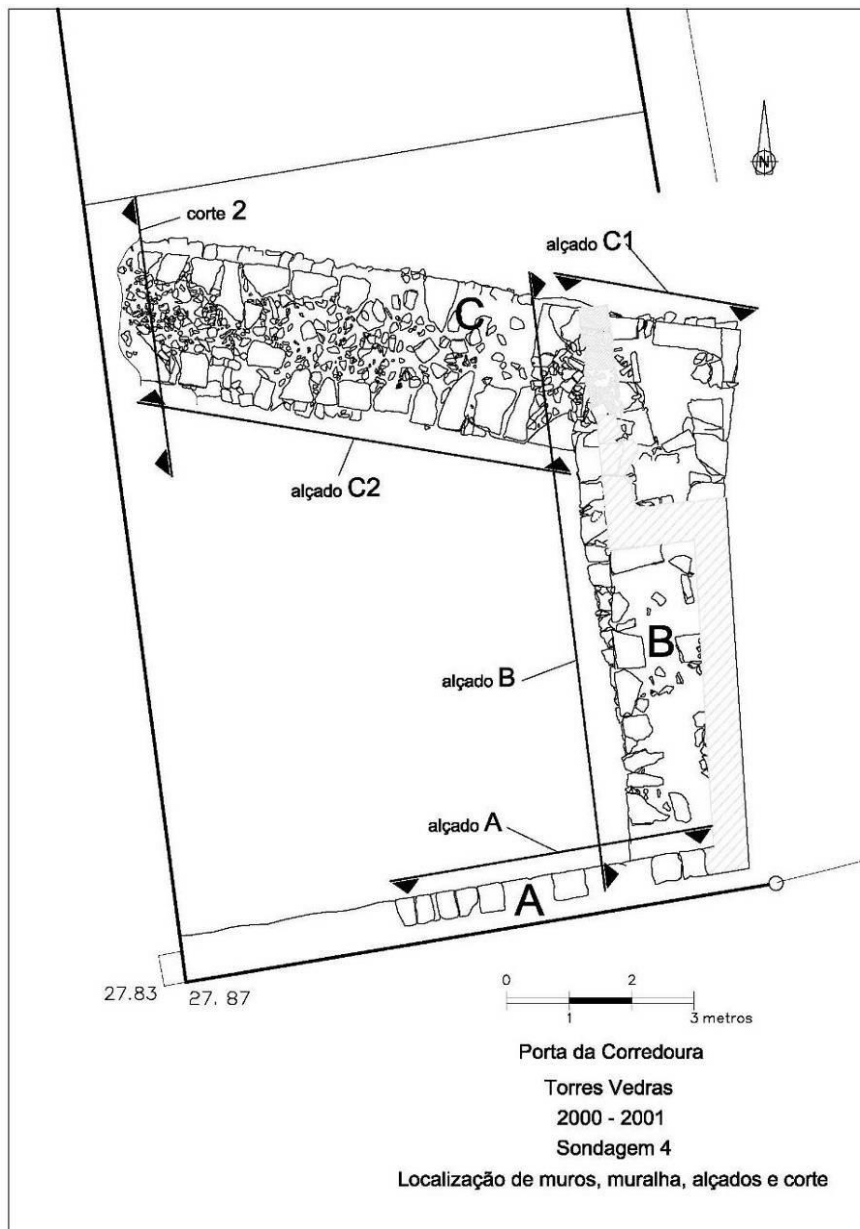 N
corte 2
alçado C1
C
alçado C2
B
alçado B
alçado A
A
27.83
27. 87
0 2
1 3 metros
Porta da Corredoura
Torres Vedras
2000 - 2001
Sondagem 4
Localização de muros, muralha, alçados e corte